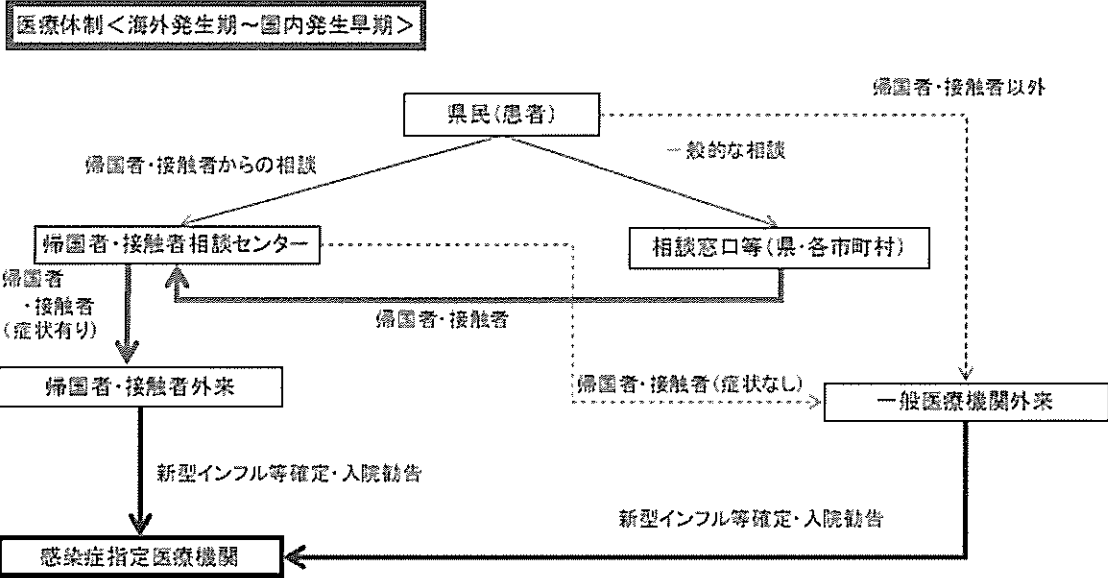 医療体制＜海外発生期～国内発生早期＞
帰国者・接触者以外
県民（患者）
帰国者・接触者からの相談
一般的な相談
帰国者・接触者相談センター
相談窓口等（県・各市町村）
帰国者
・接触者
（症状有り）
帰国者・接触者
帰国者・接触者外来
帰国者・接触者（症状なし）
一般医療機関外来
新型インフル等確定・入院勧告
新型インフル等確定・入院勧告
感染症指定医療機関